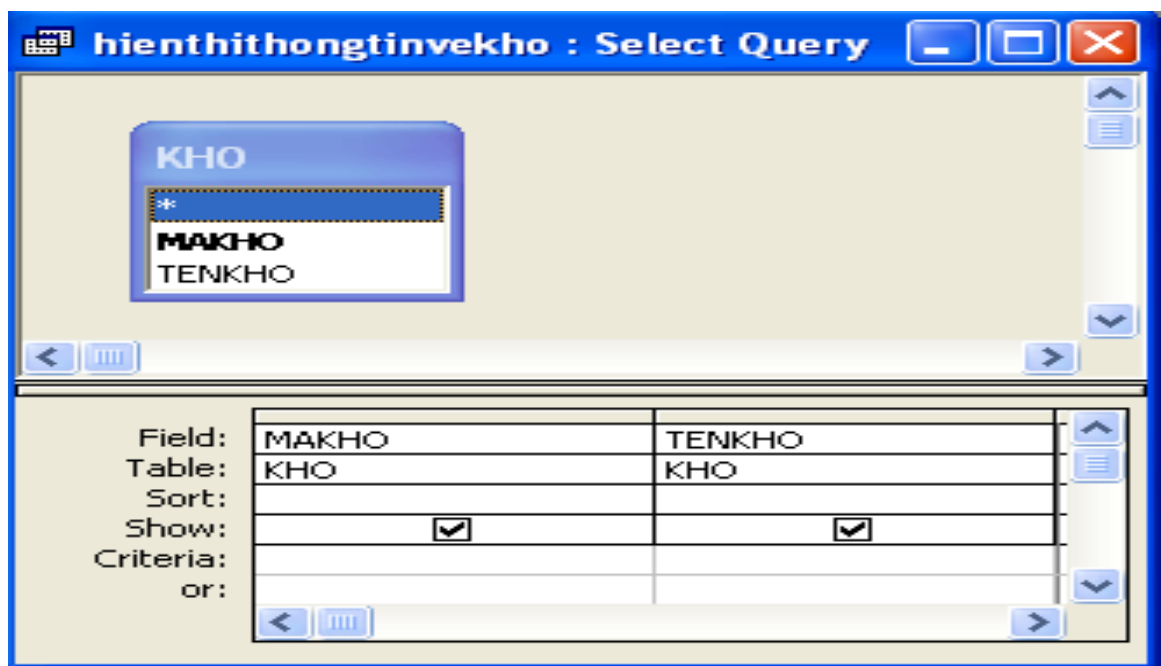 hienthithongtinvekho : Select Query
KHO
*
MAKHO
TENKHO
Field: MAKHO TENKHO
Table: KHO KHO
Sort:
Show:
Criteria:
or: